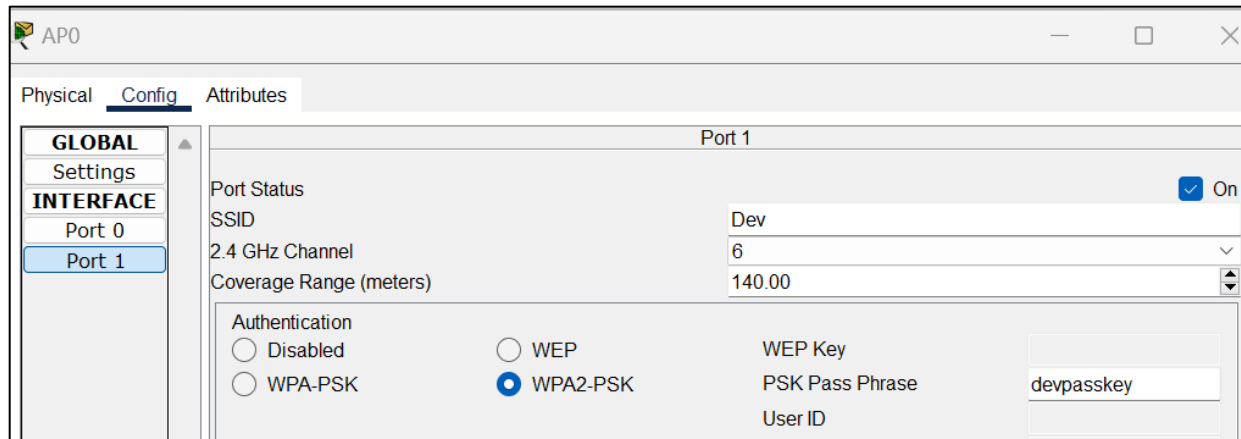 AP0
Physical Config Attributes
GLOBAL
Settings
INTERFACE
Port 0
Port 1
Port 1
Port Status On
SSID Dev
2.4 GHz Channel 6
Coverage Range (meters) 140.00
Authentication
Disabled WEP WEP Key
WPA-PSK WPA2-PSK PSK Pass Phrase devpasskey
User ID